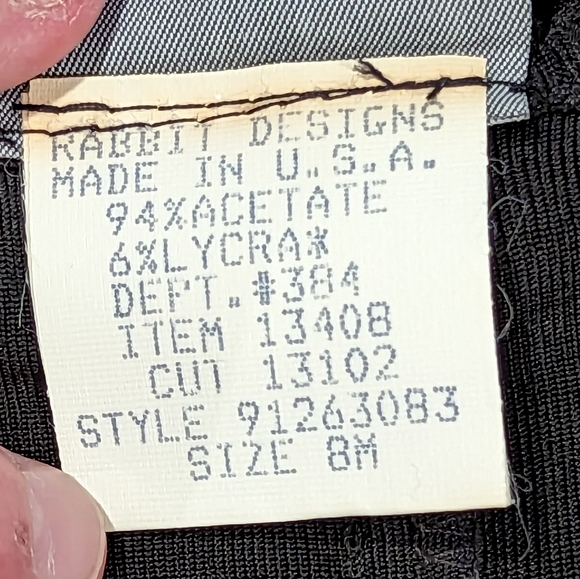 RABBIT DESIGNS
MADE IN U.S.A.
94%ACETATE
6%LYCRA*
DEPT.#384
ITEM 13408
CUT 13102
STYLE 91263083
SIZE 8M